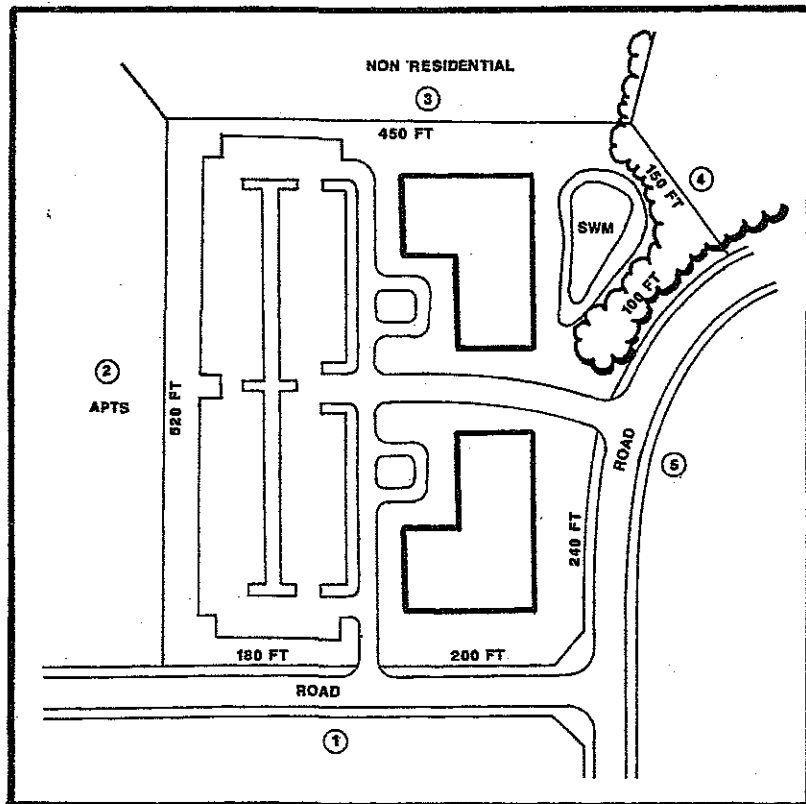 NON RESIDENTIAL
3
450 FT
4
150 FT
SWM
100 FT
2
APTS
520 FT
ROAD
5
240 FT
180 FT
200 FT
ROAD
1